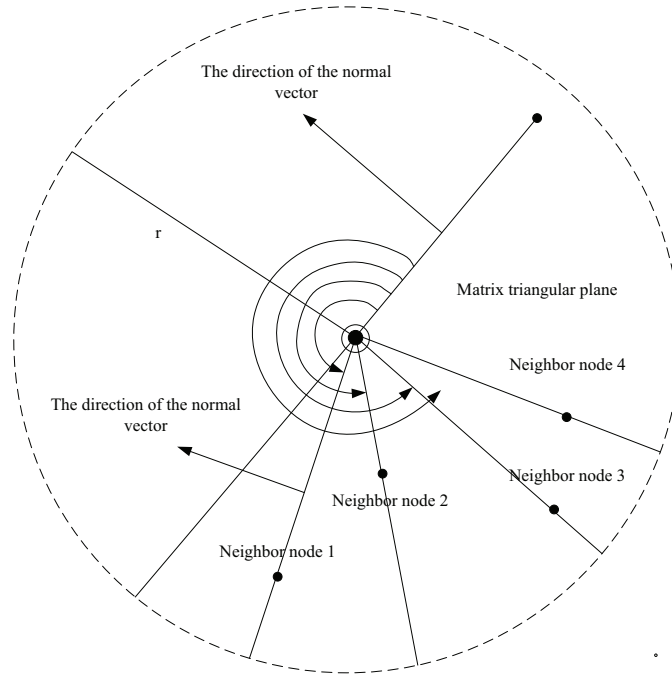 The direction of the normal
vector
r
Matrix triangular plane
Neighbor node 4
The direction of the normal
vector
Neighbor node 3
Neighbor node 2
Neighbor node 1